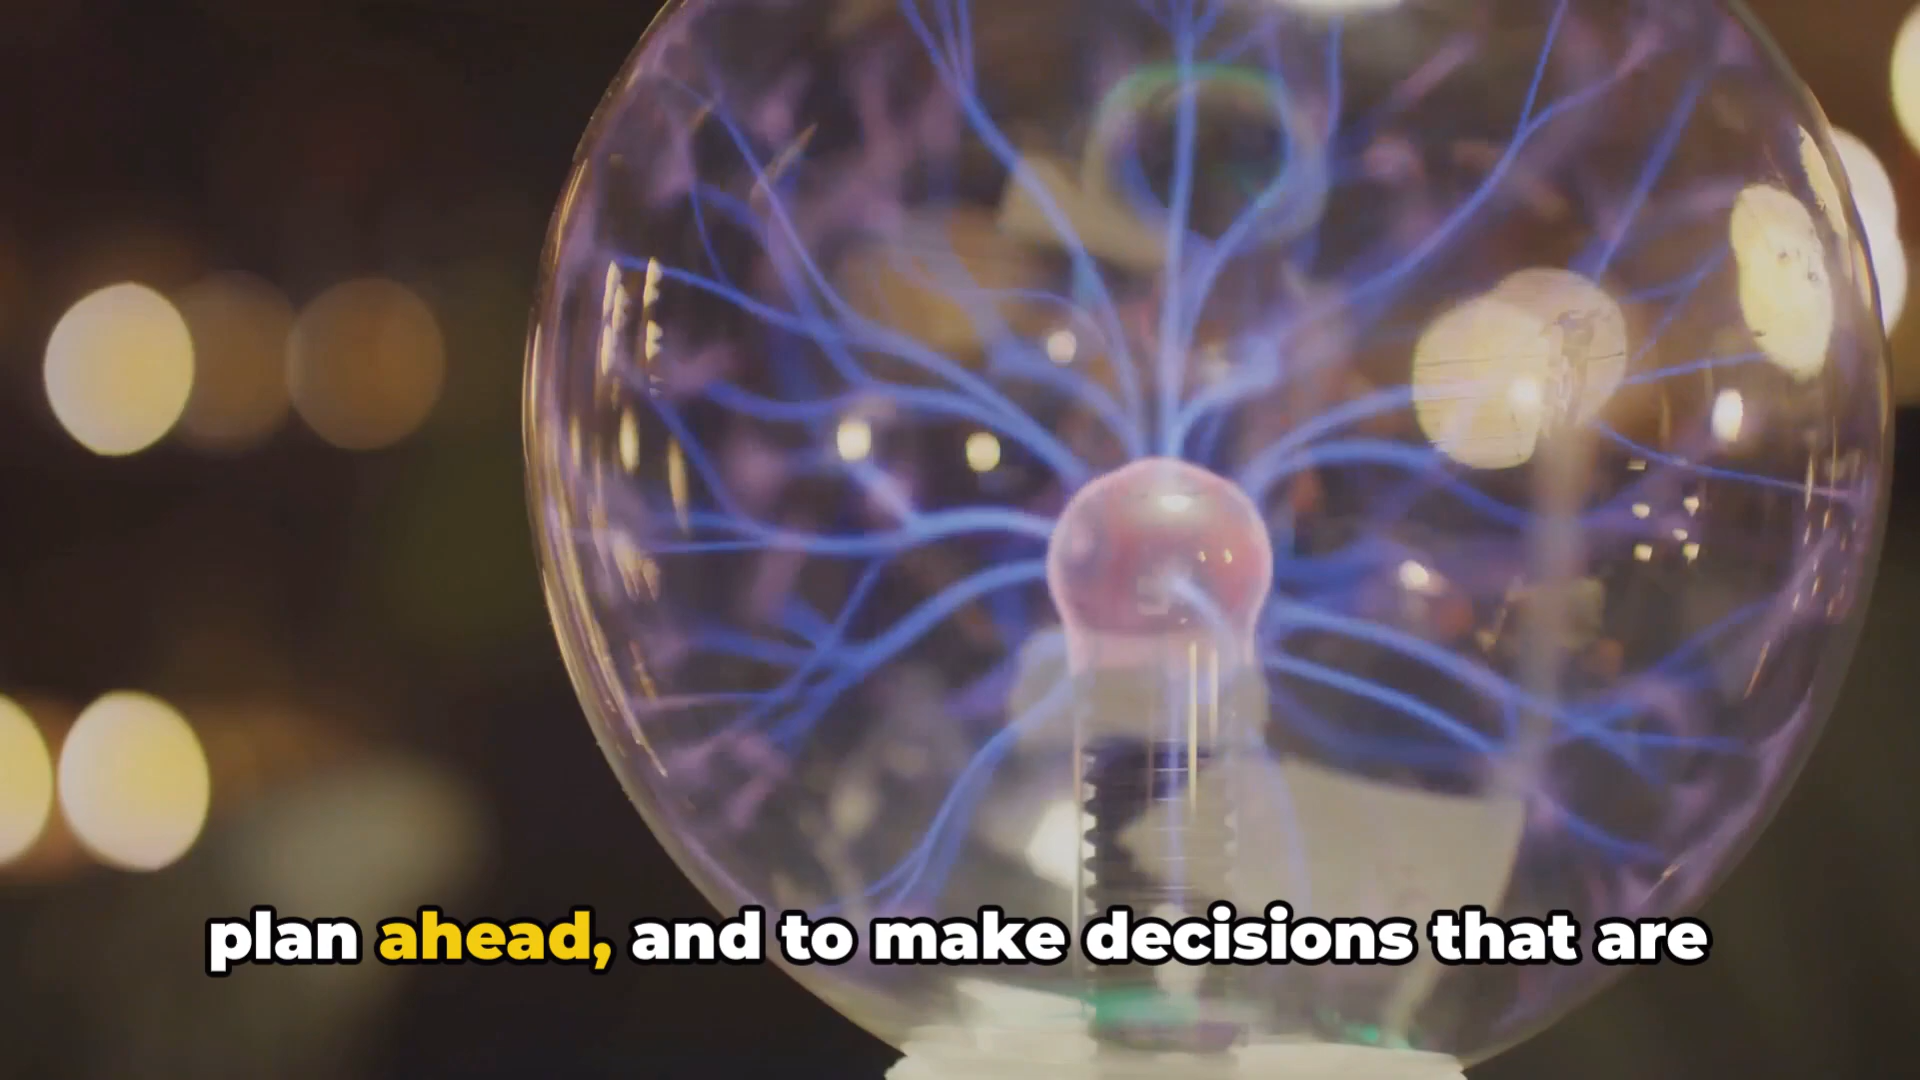 plan ahead, and to make decisions that are